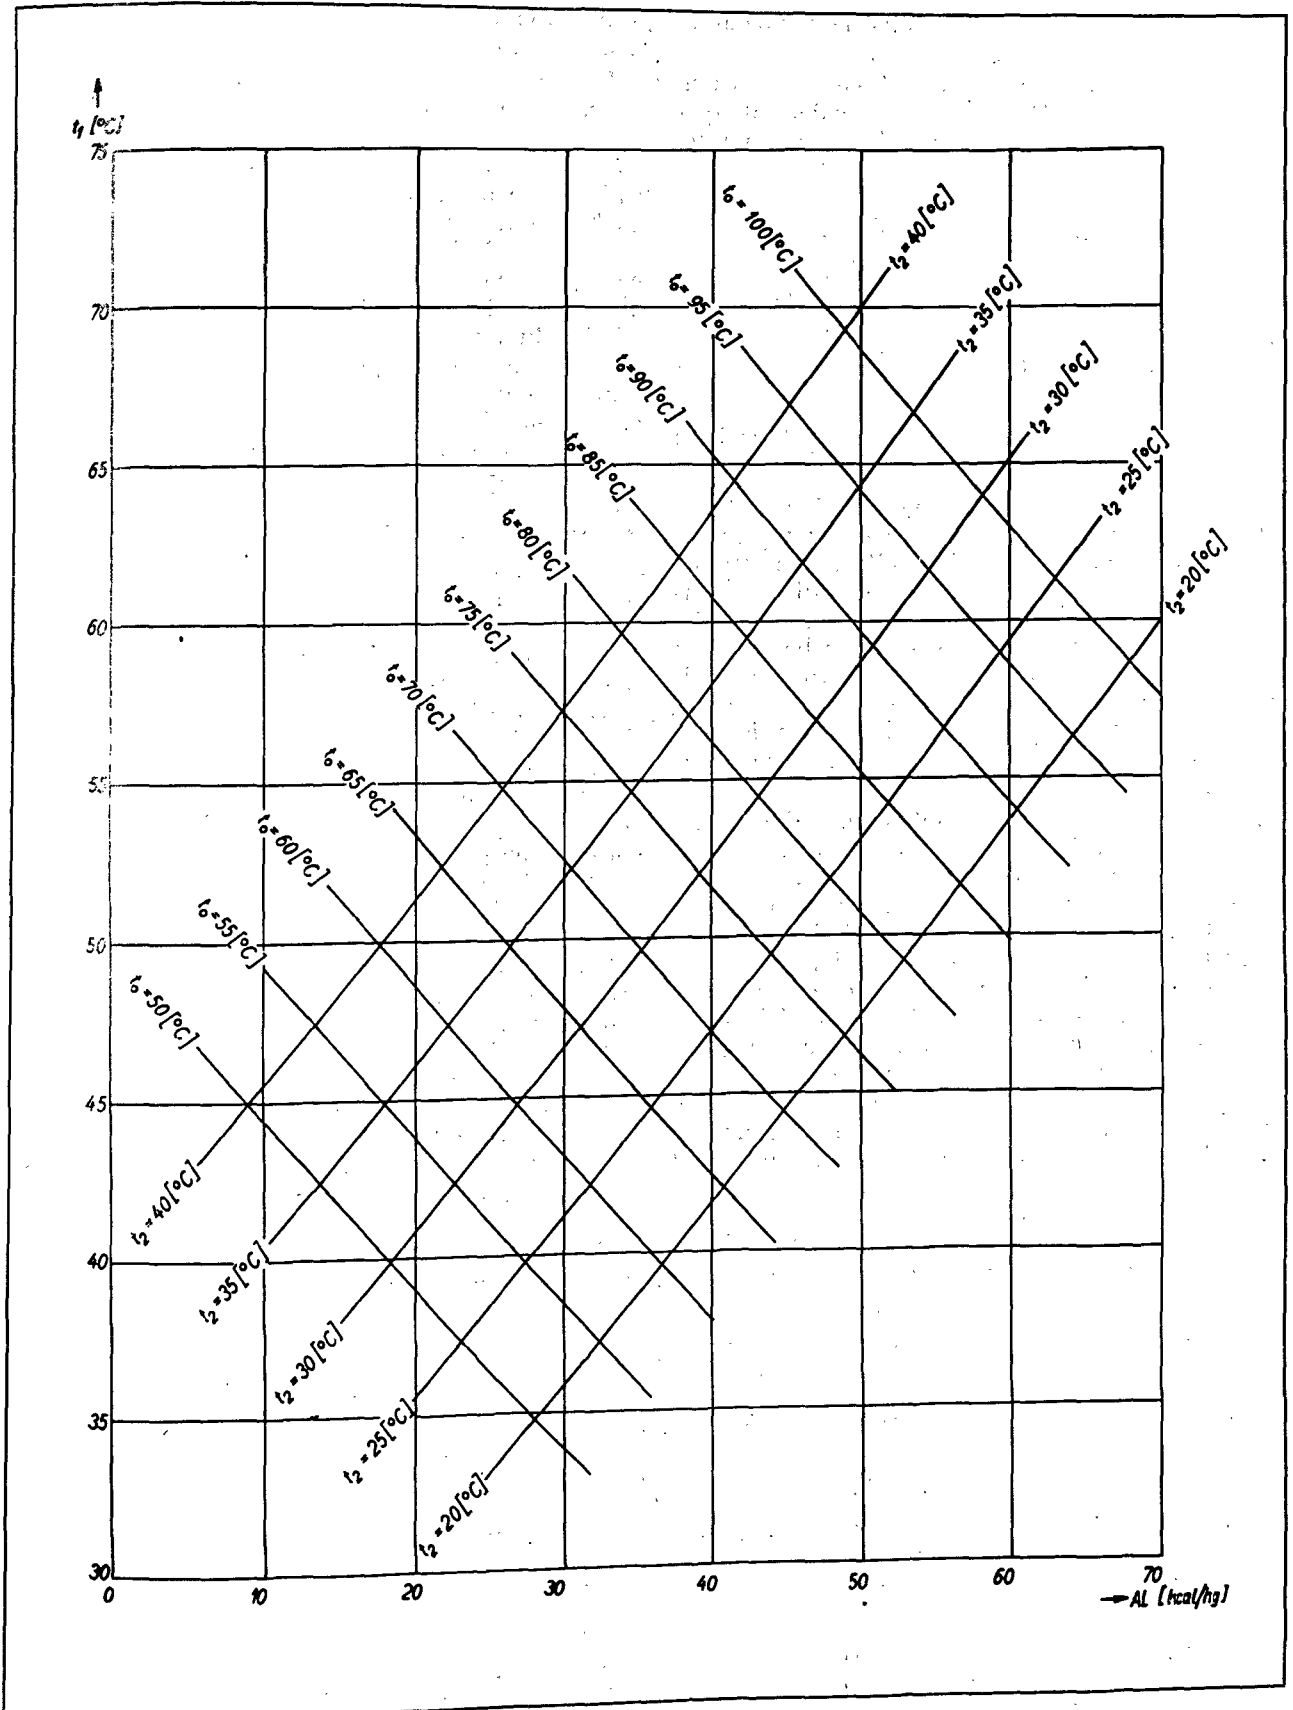 t₁ [°C]
75
70
65
60
55
50
45
40
35
30
0
10
20
30
40
50
60
70
AL [kcal/kg]
t₀=100[°C]
t₀=95[°C]
t₀=90[°C]
t₀=85[°C]
t₀=80[°C]
t₀=75[°C]
t₀=70[°C]
t₀=65[°C]
t₀=60[°C]
t₀=55[°C]
t₀=50[°C]
t₂=40[°C]
t₂=35[°C]
t₂=30[°C]
t₂=25[°C]
t₂=20[°C]
t₂=40[°C]
t₂=35[°C]
t₂=30[°C]
t₂=25[°C]
t₂=20[°C]